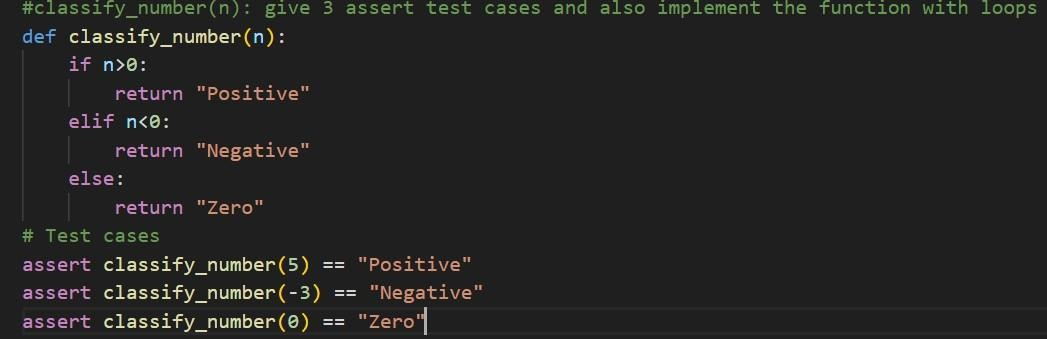 #classify_number(n): give 3 assert test cases and also implement the function with loops
def classify_number(n):
    if n>0:
        return "Positive"
    elif n<0:
        return "Negative"
    else:
        return "Zero"
# Test cases
assert classify_number(5) == "Positive"
assert classify_number(-3) == "Negative"
assert classify_number(0) == "Zero"